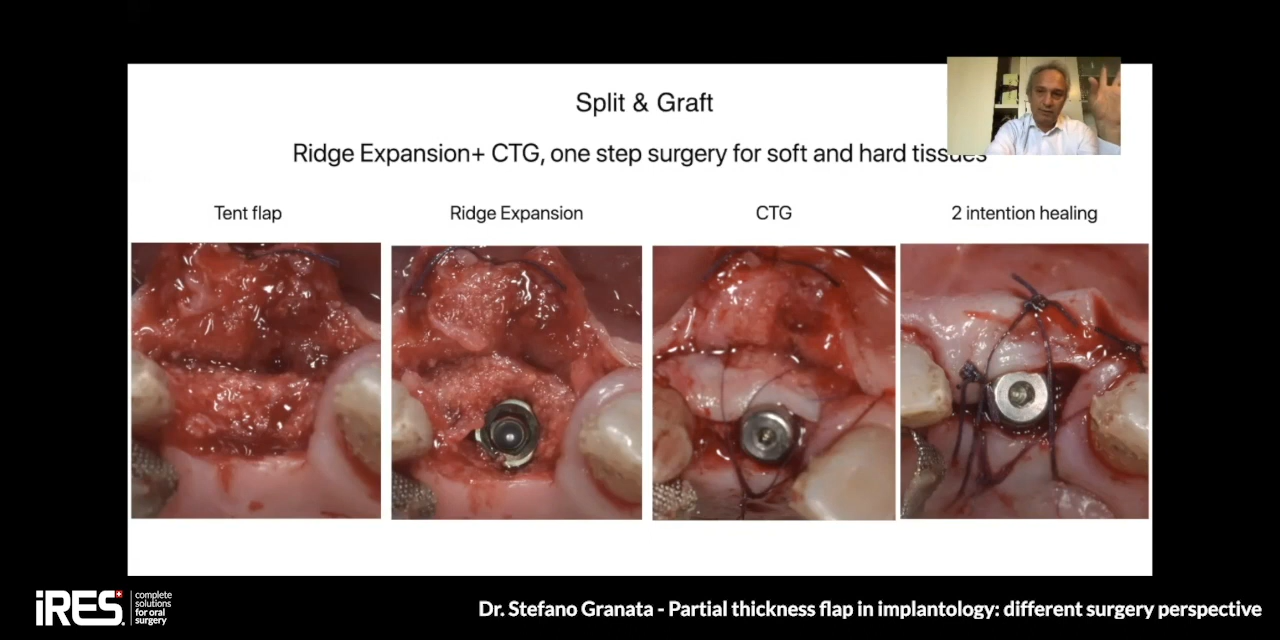 Split & Graft
Ridge Expansion+ CTG, one step surgery for soft and hard tissues
Tent flap
Ridge Expansion
CTG
2 intention healing
iRES
complete
solutions
for oral
surgery
Dr. Stefano Granata - Partial thickness flap in implantology: different surgery perspective